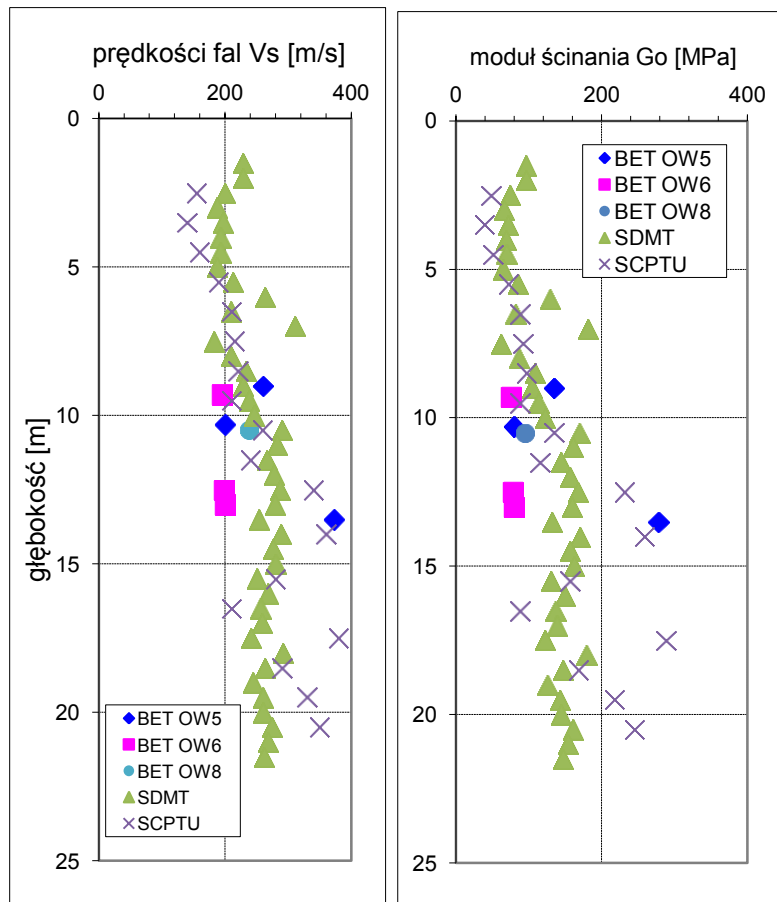 prędkości fal Vs [m/s]
0 200 400
0
5
10
15
20
25
głębokość [m]
BET OW5
BET OW6
BET OW8
SDMT
SCPTU
moduł ścinania Go [MPa]
0 200 400
0
5
10
15
20
25
BET OW5
BET OW6
BET OW8
SDMT
SCPTU